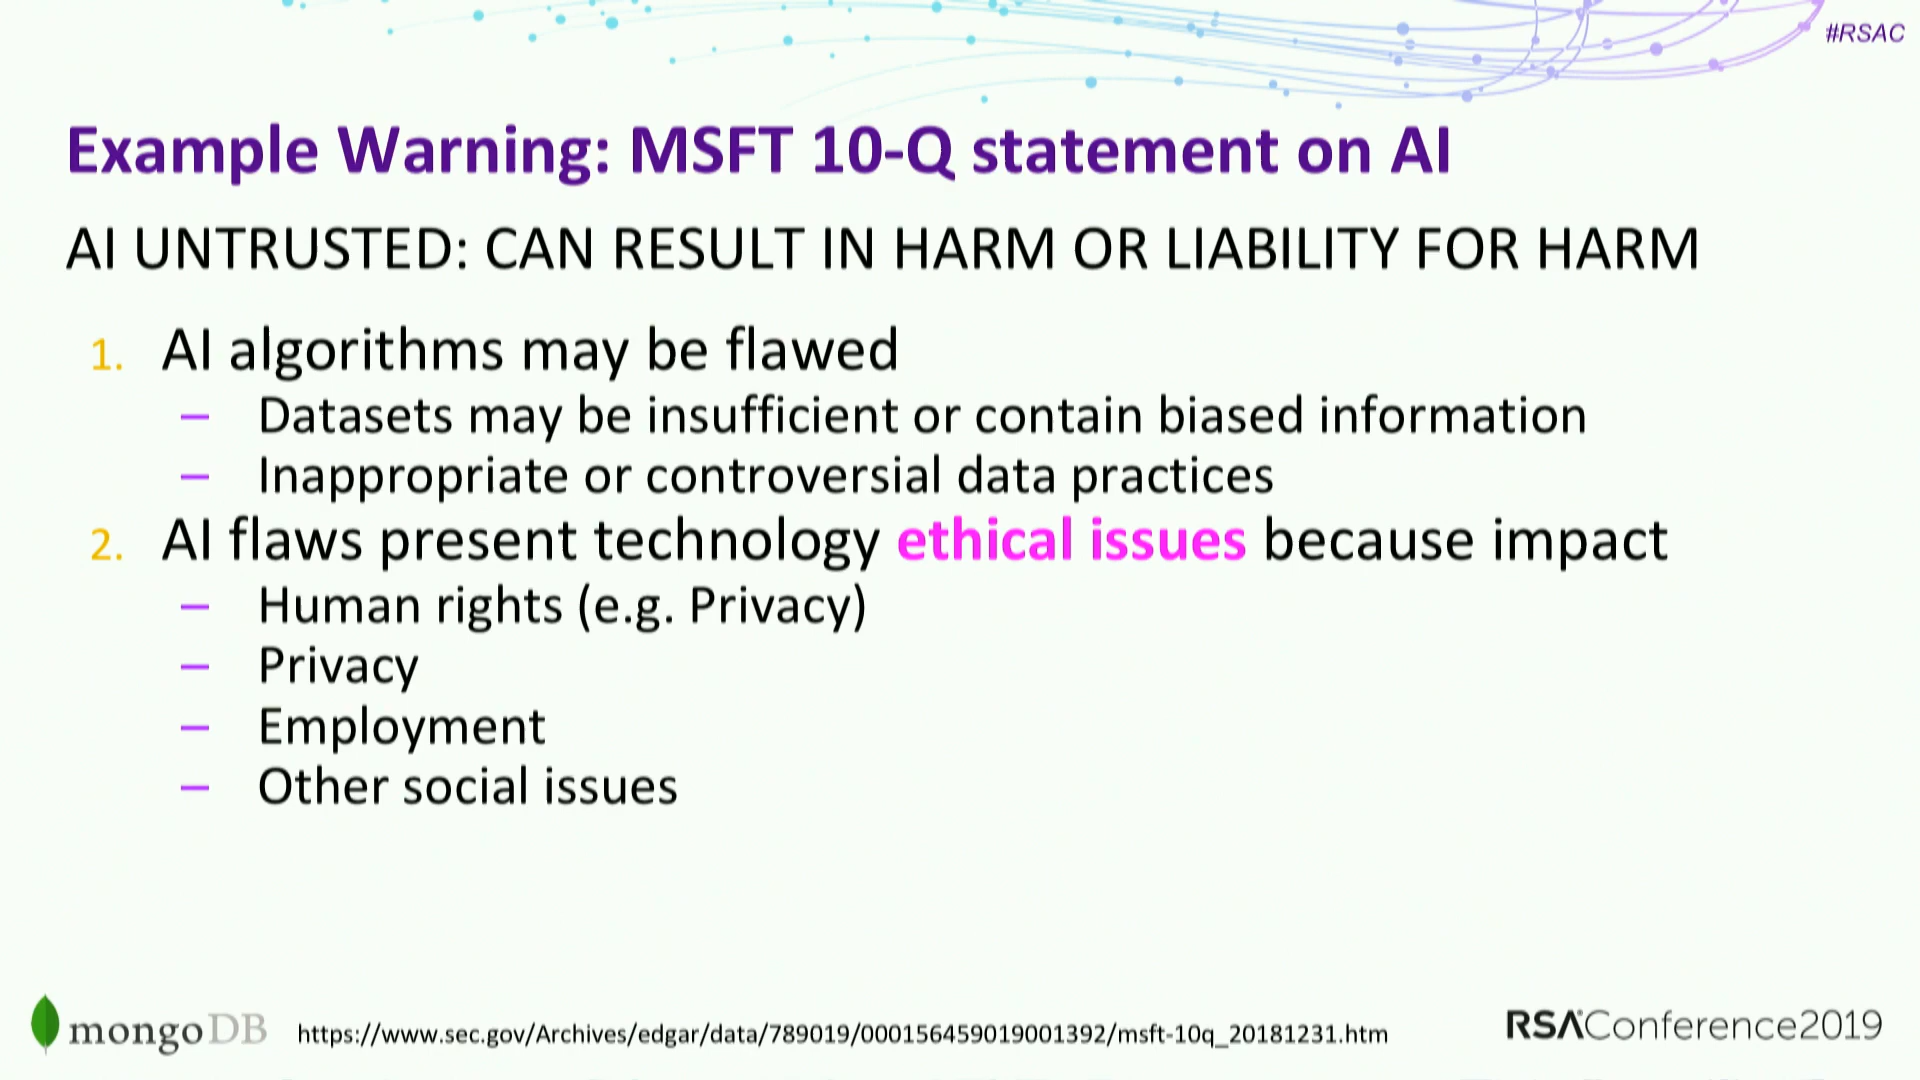 #RSAC
Example Warning: MSFT 10-Q statement on AI
AI UNTRUSTED: CAN RESULT IN HARM OR LIABILITY FOR HARM
1. AI algorithms may be flawed
– Datasets may be insufficient or contain biased information
– Inappropriate or controversial data practices
2. AI flaws present technology ethical issues because impact
– Human rights (e.g. Privacy)
– Privacy
– Employment
– Other social issues
mongoDB
https://www.sec.gov/Archives/edgar/data/789019/000156459019001392/msft-10q_20181231.htm
RSAConference2019